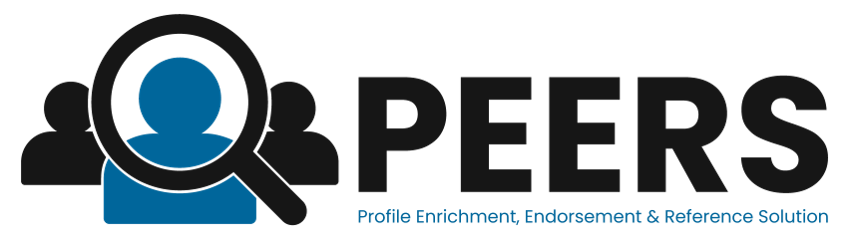 PEERS
Profile Enrichment, Endorsement & Reference Solution